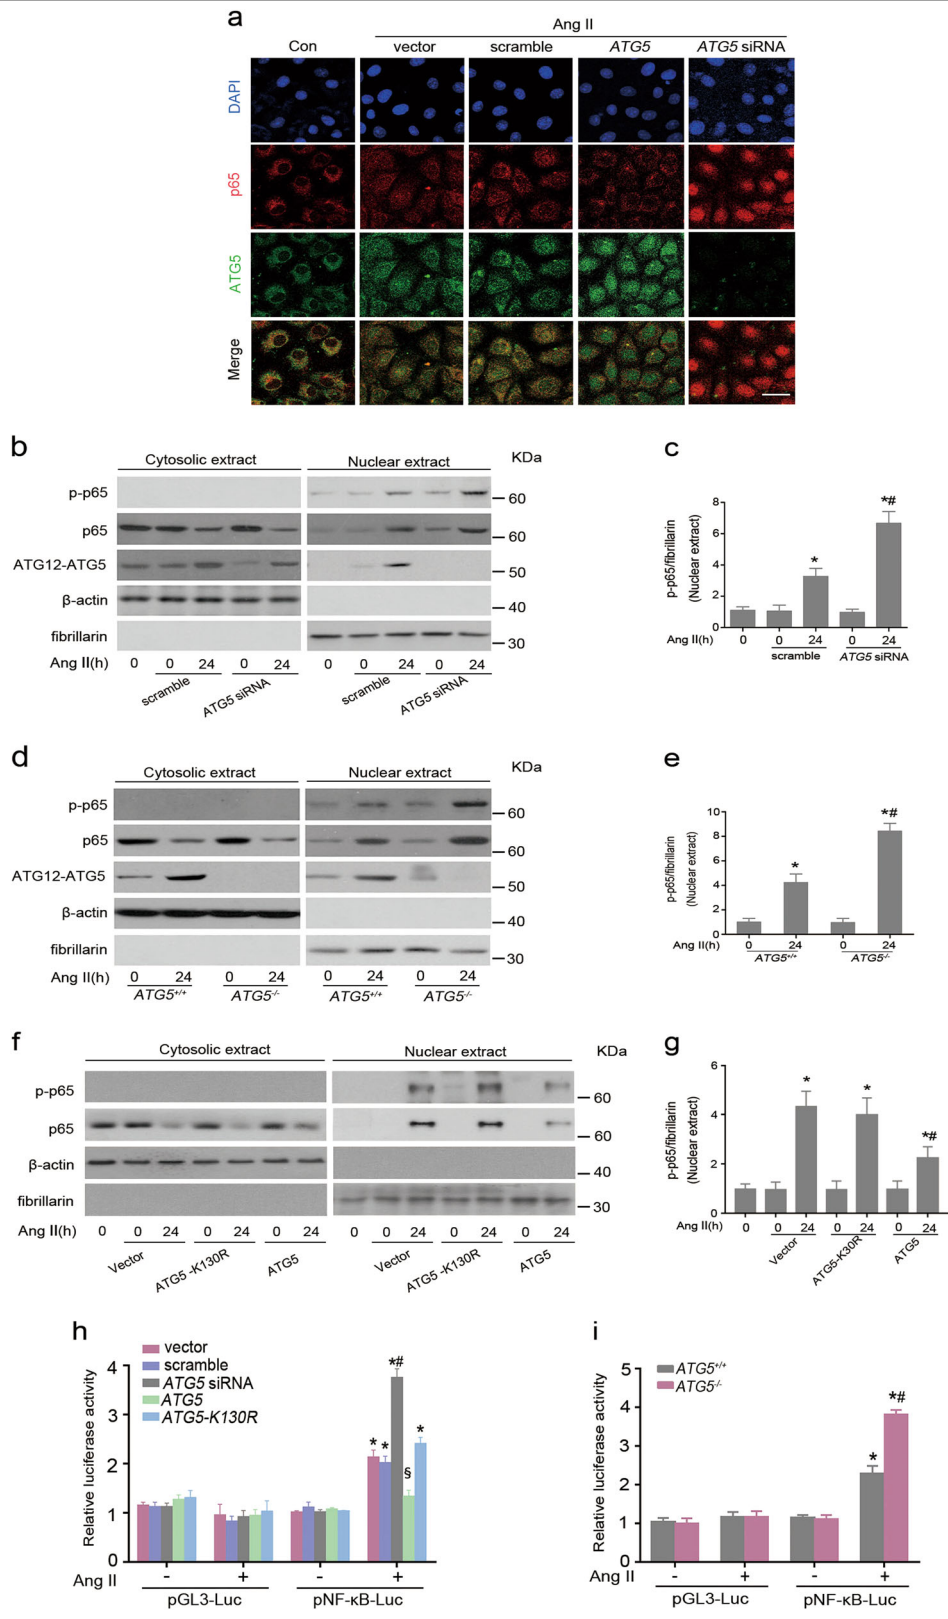 a
Ang II
Con vector scramble ATG5 ATG5 siRNA
DAPI
p65
ATG5
Merge
b
Cytosolic extract Nuclear extract KDa
p-p65 60
p65 60
ATG12-ATG5 50
β-actin 40
fibrillarin 30
Ang II(h) 0 0 24 0 24 0 0 24 0 24
scramble ATG5 siRNA scramble ATG5 siRNA
c
p-p65/fibrillarin
(Nuclear extract)
8
6
4
2
0
* *#
Ang II(h) 0 0 24 0 24
scramble ATG5 siRNA
d
Cytosolic extract Nuclear extract KDa
p-p65 60
p65 60
ATG12-ATG5 50
β-actin 40
fibrillarin 30
Ang II(h) 0 24 0 24 0 24 0 24
ATG5+/+ ATG5-/- ATG5+/+ ATG5-/-
e
p-p65/fibrillarin
(Nuclear extract)
10
8
6
4
2
0
* *#
Ang II(h) 0 24 0 24
ATG5+/+ ATG5-/-
f
Cytosolic extract Nuclear extract KDa
p-p65 60
p65 60
β-actin 40
fibrillarin 30
Ang II(h) 0 0 24 0 24 0 24 0 0 24 0 24 0 24
Vector ATG5 -K130R ATG5 Vector ATG5 -K130R ATG5
g
p-p65/fibrillarin
(Nuclear extract)
6
4
2
0
* * *#
Ang II(h) 0 0 24 0 24 0 24
Vector ATG5-K30R ATG5
h
vector
scramble
ATG5 siRNA
ATG5
ATG5-K130R
Relative luciferase activity
4
3
2
1
0
* * *# § *
Ang II - + - +
pGL3-Luc pNF-κB-Luc
i
ATG5+/+
ATG5-/-
Relative luciferase activity
5
4
3
2
1
0
* *#
Ang II - + - +
pGL3-Luc pNF-κB-Luc